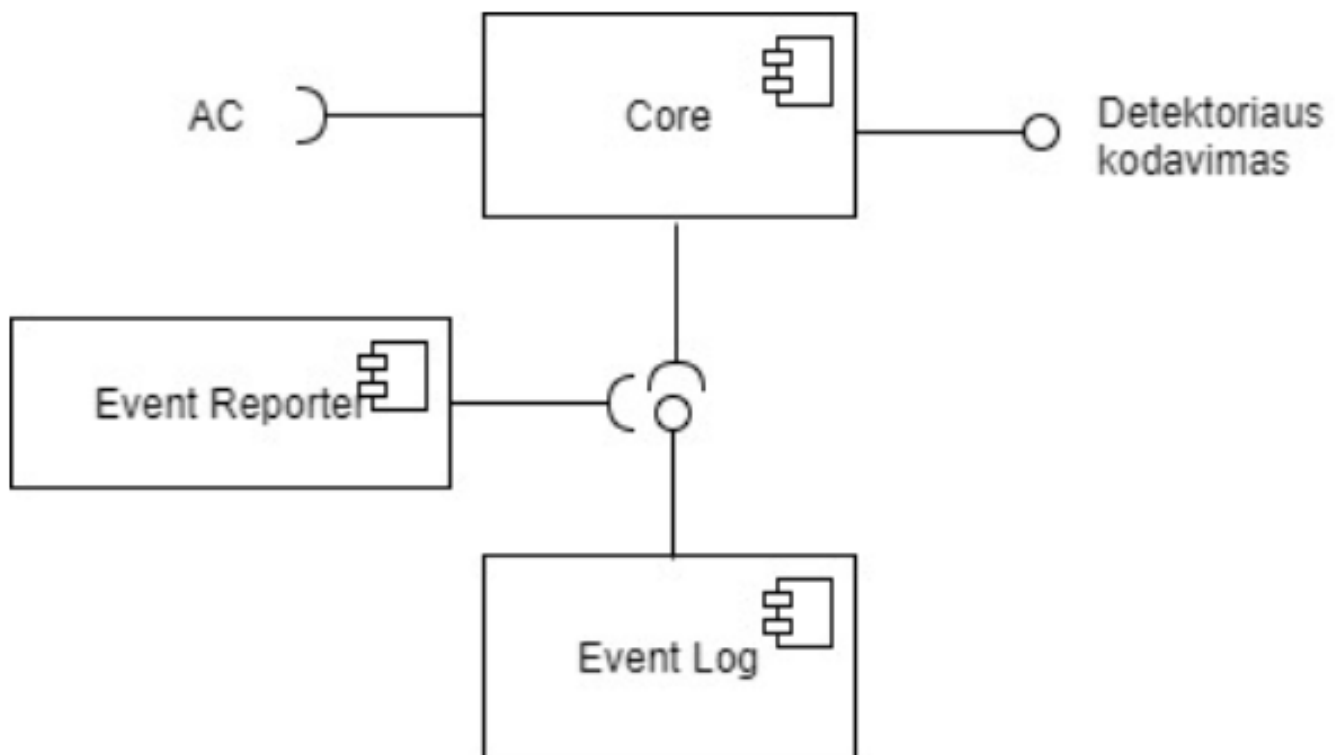 AC
Core
Detektoriaus
kodavimas
Event Reporter
Event Log